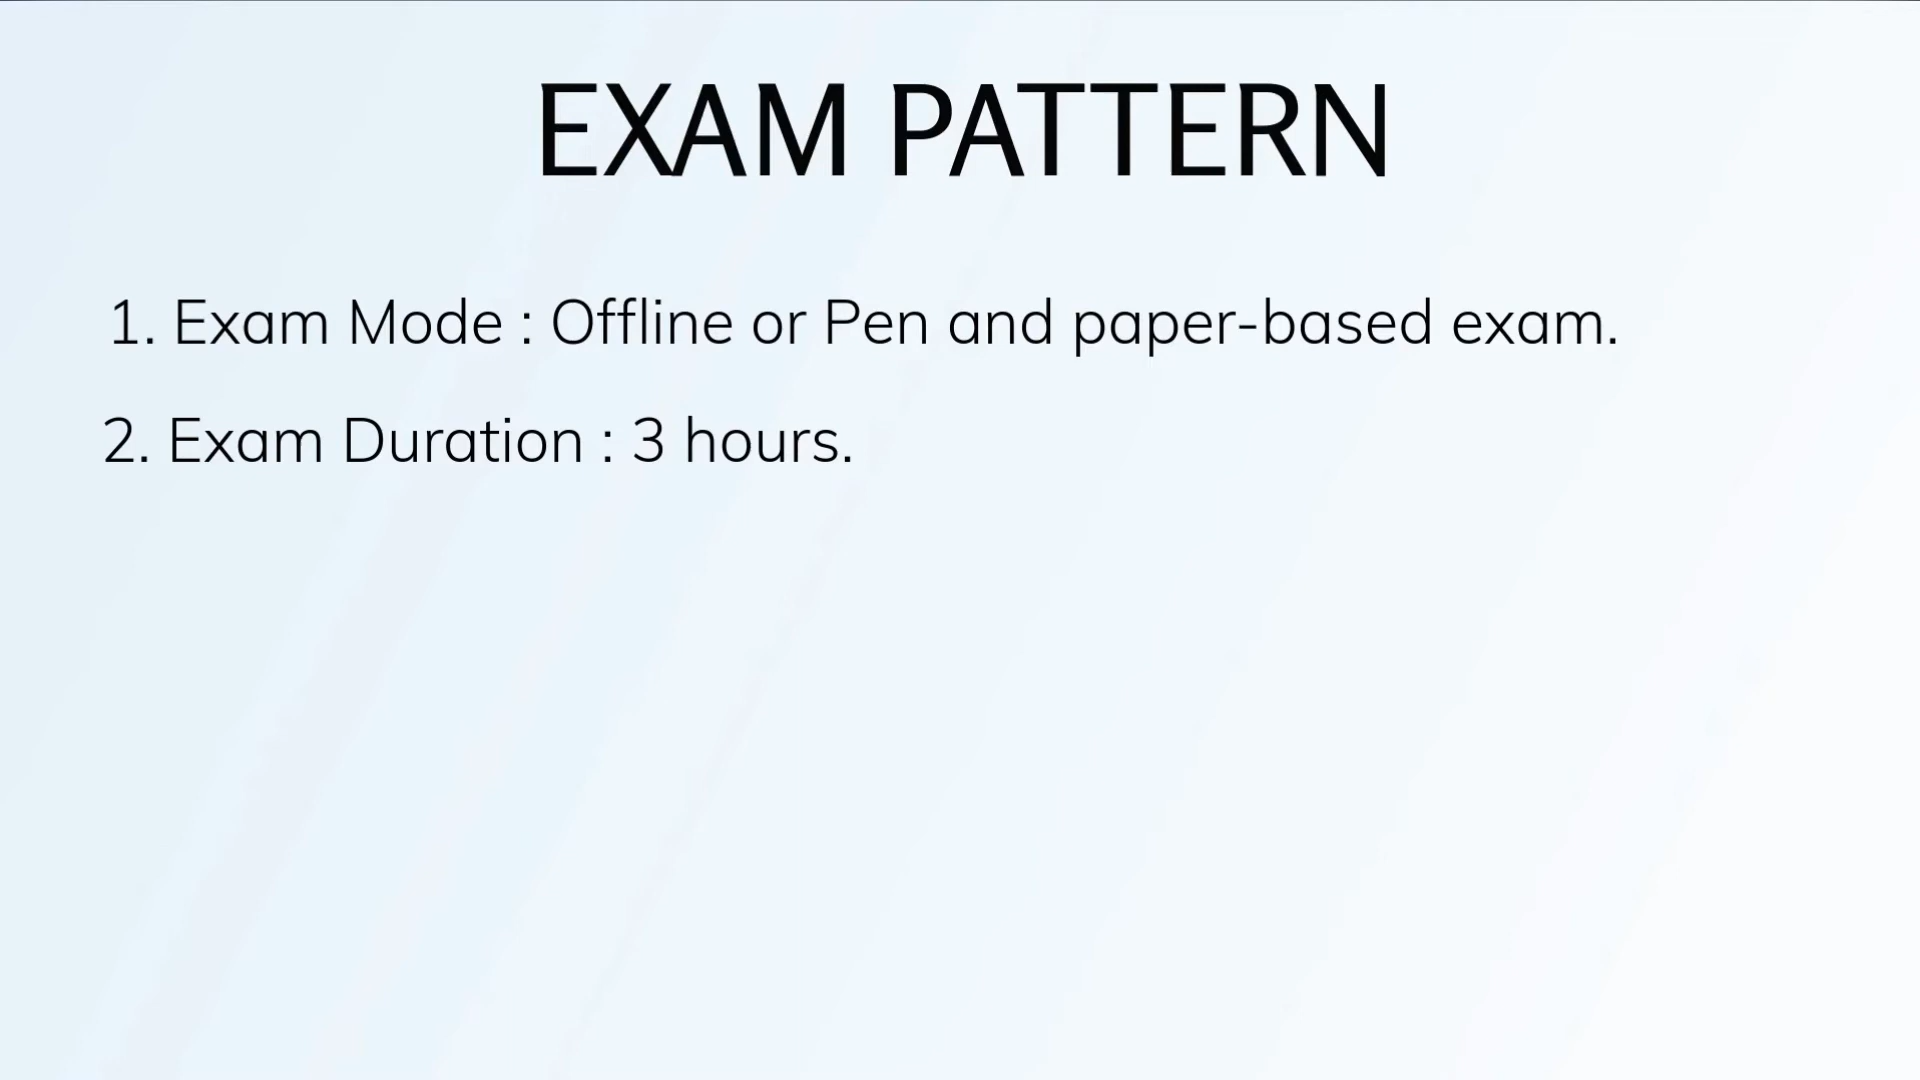 EXAM PATTERN
1. Exam Mode : Offline or Pen and paper-based exam.
2. Exam Duration : 3 hours.